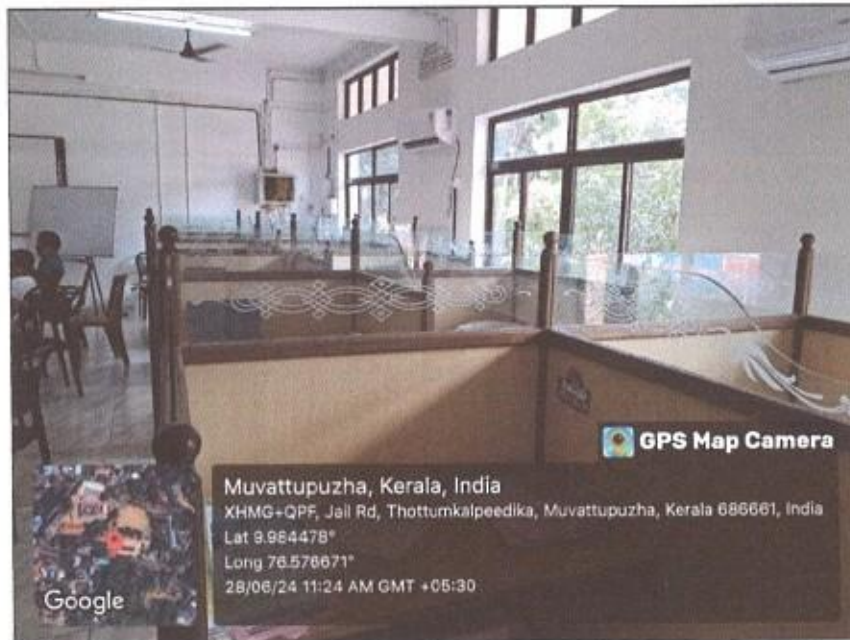 GPS Map Camera
Muvattupuzha, Kerala, India
XHMG+QPF, Jail Rd, Thottumkalpeedika, Muvattupuzha, Kerala 686661, India
Lat 9.984478°
Long 76.576671°
28/06/24 11:24 AM GMT +05:30
Google